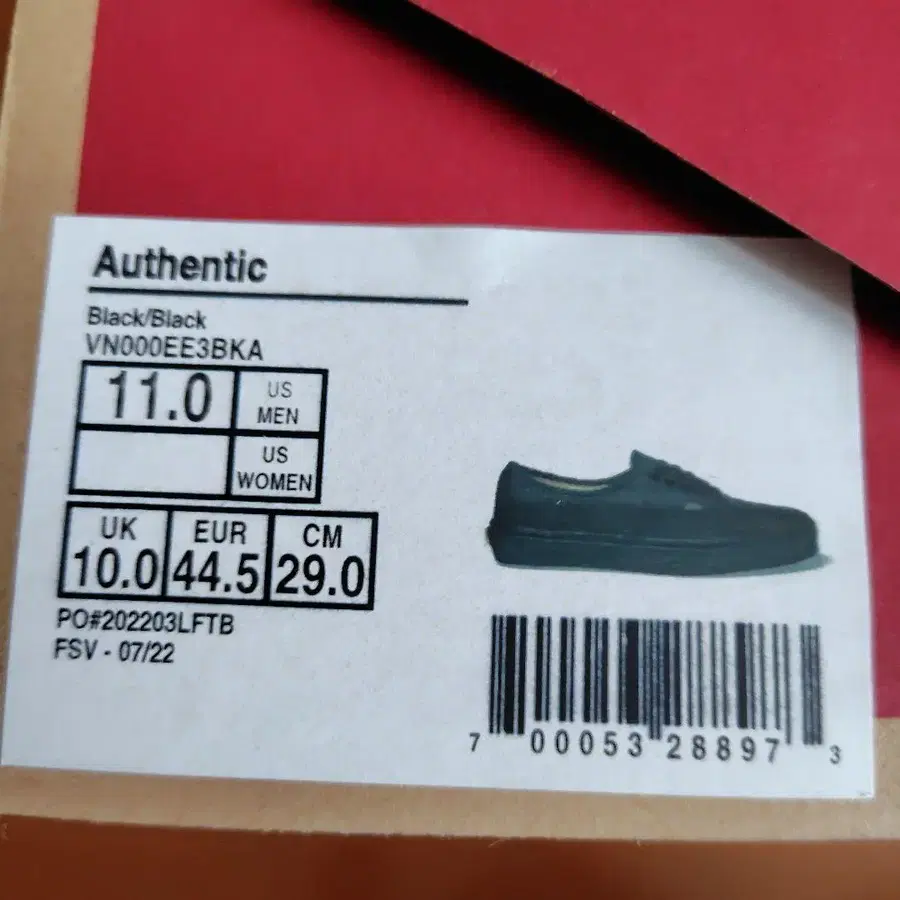 Authentic
Black/Black
VN000EE3BKA
11.0 US MEN
US WOMEN
UK EUR CM
10.0 44.5 29.0
PO#202203LFTB
FSV - 07/22
7 00053 28897 3